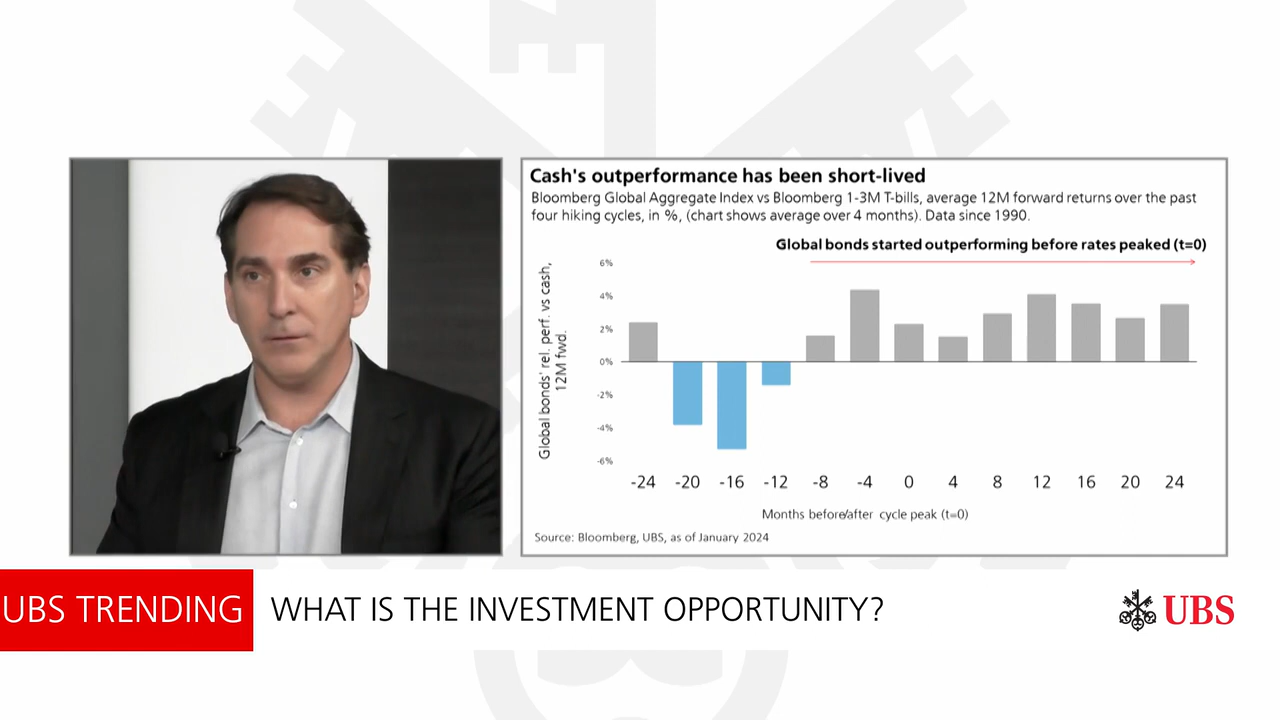 Cash's outperformance has been short-lived
Bloomberg Global Aggregate Index vs Bloomberg 1-3M T-bills, average 12M forward returns over the past
four hiking cycles, in %, (chart shows average over 4 months). Data since 1990.
Global bonds started outperforming before rates peaked (t=0)
Global bonds' rel. perf. vs cash,
12M fwd.
6%
4%
2%
0%
-2%
-4%
-6%
-24 -20 -16 -12 -8 -4 0 4 8 12 16 20 24
Months before/after cycle peak (t=0)
Source: Bloomberg, UBS, as of January 2024
UBS TRENDING
WHAT IS THE INVESTMENT OPPORTUNITY?
UBS